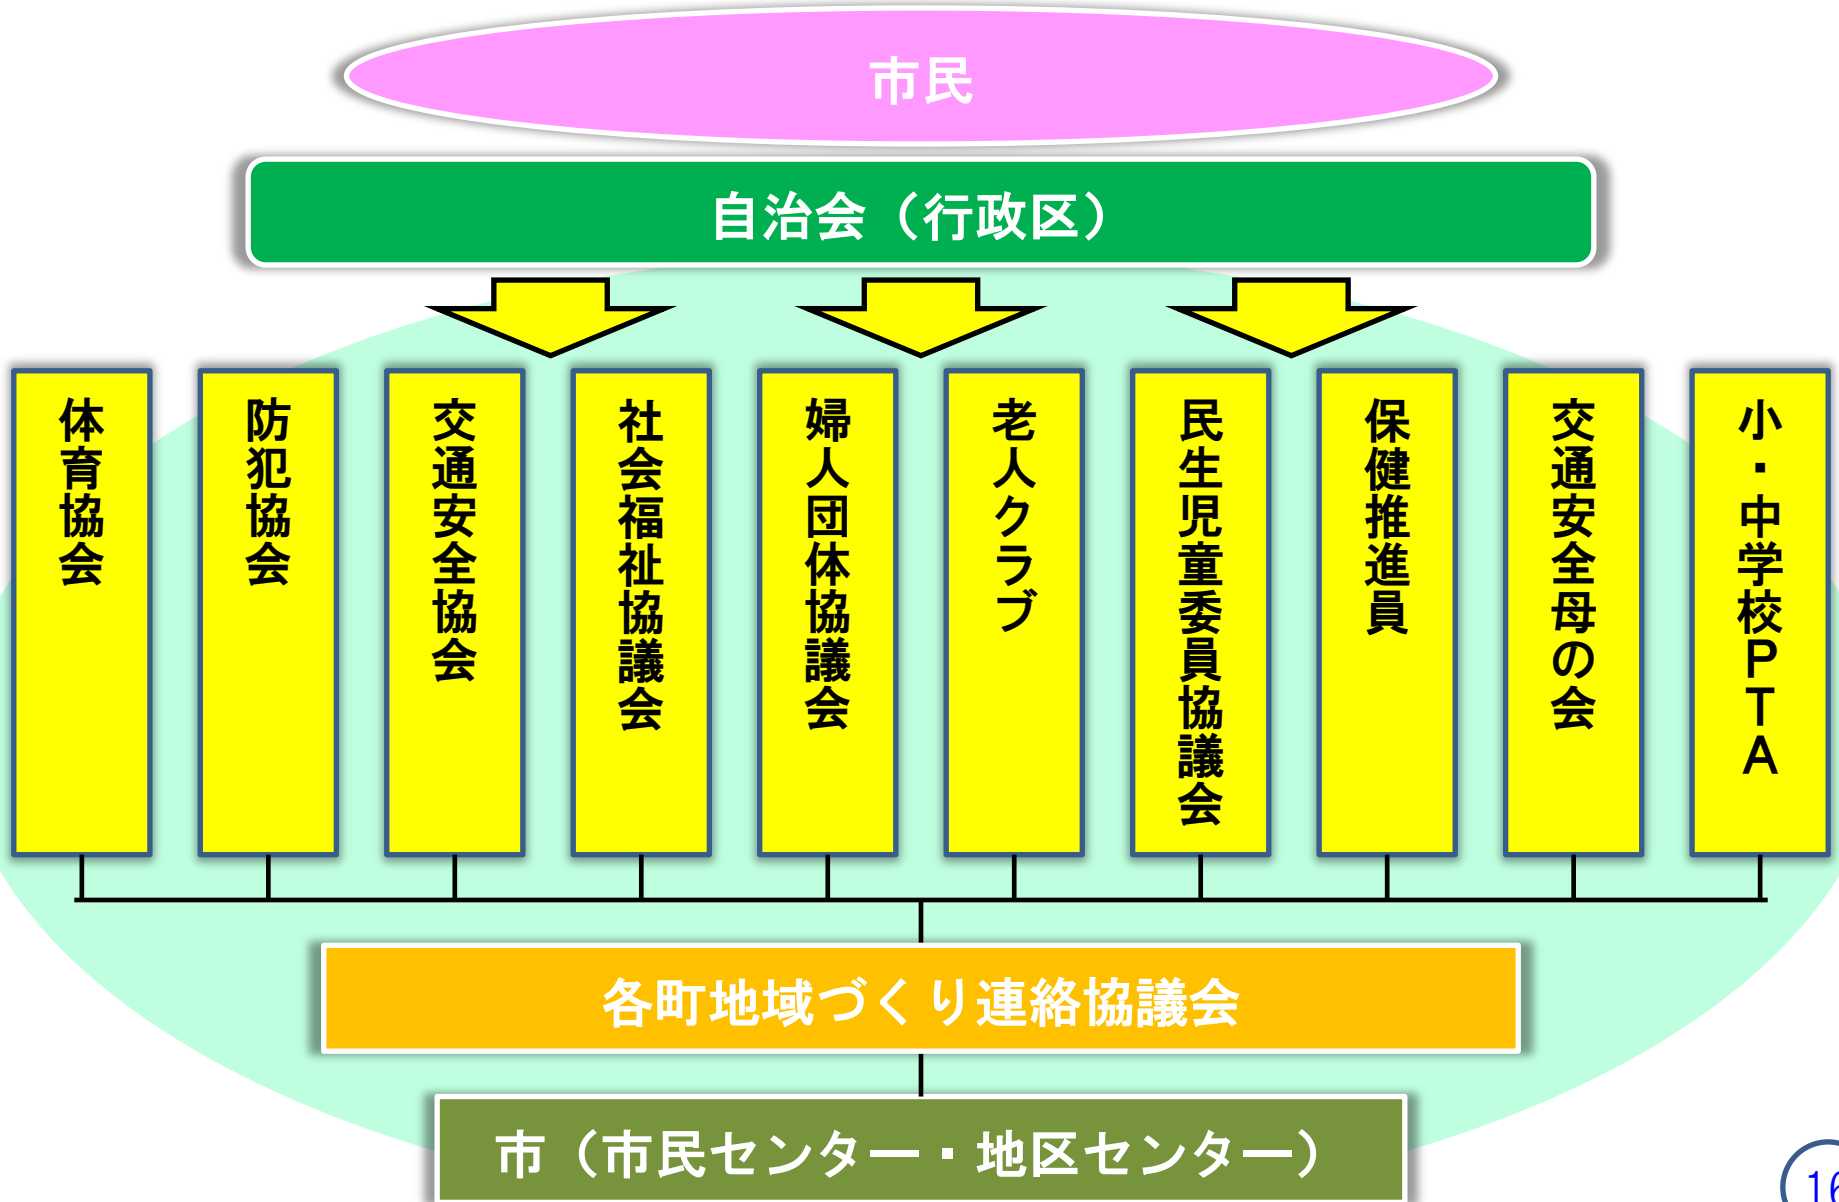 市民
自治会（行政区）
体育協会
防犯協会
交通安全協会
社会福祉協議会
婦人団体協議会
老人クラブ
民生児童委員協議会
保健推進員
交通安全母の会
小・中学校ＰＴＡ
各町地域づくり連絡協議会
市（市民センター・地区センター）
16